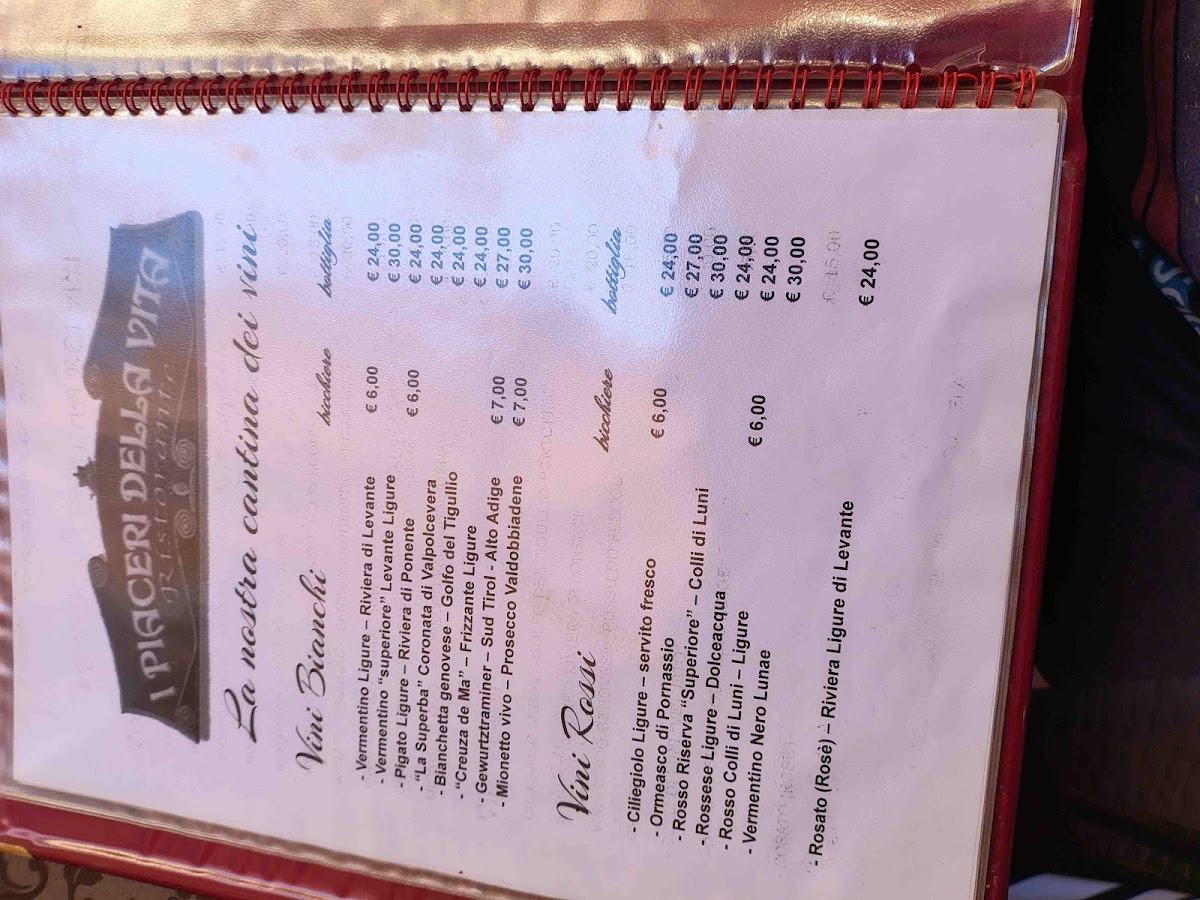 I PIACERI DELLA VITA
ristorante
La nostra cantina dei vini
Vini Bianchi bicchiere bottiglia
- Vermentino Ligure – Riviera di Levante € 6,00 € 24,00
- Vermentino “superiore” Levante Ligure € 30,00
- Pigato Ligure – Riviera di Ponente € 6,00 € 24,00
- “La Superba” Coronata di Valpolcevera € 24,00
- Bianchetta genovese – Golfo del Tigullio € 24,00
- “Creuza de Ma” – Frizzante Ligure € 24,00
- Gewurtztraminer – Sud Tirol - Alto Adige € 7,00 € 27,00
- Mionetto vivo – Prosecco Valdobbiadene € 7,00 € 30,00
Vini Rossi bicchiere bottiglia
- Ciliegiolo Ligure – servito fresco € 6,00 € 24,00
- Ormeasco di Pornassio € 27,00
- Rosso Riserva “Superiore” – Colli di Luni € 30,00
- Rossese Ligure – Dolceacqua € 24,00
- Rosso Colli di Luni – Ligure € 6,00 € 24,00
- Vermentino Nero Lunae € 30,00
- Rosato (Rosè) – Riviera Ligure di Levante € 24,00